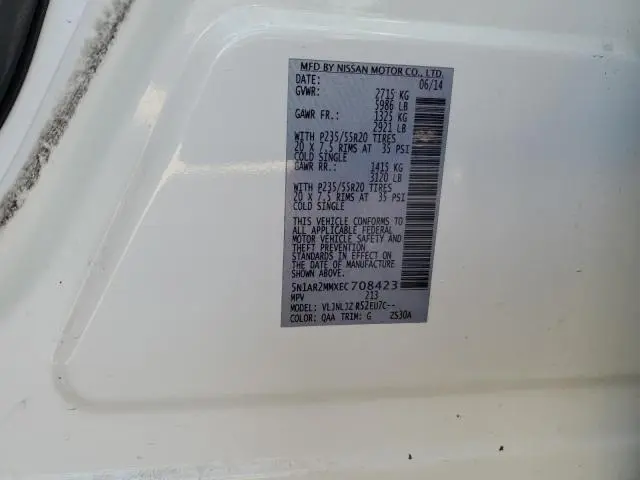 MFD BY NISSAN MOTOR CO., LTD.
DATE: 06/14
GVWR: 2715 KG
5986 LB
GAWR FR.: 1325 KG
2921 LB
WITH P235/55R20 TIRES
20 X 7.5 RIMS AT 35 PSI
COLD SINGLE
GAWR RR.: 1415 KG
3120 LB
WITH P235/55R20 TIRES
20 X 7.5 RIMS AT 35 PSI
COLD SINGLE
THIS VEHICLE CONFORMS TO
ALL APPLICABLE FEDERAL
MOTOR VEHICLE SAFETY AND
THEFT PREVENTION
STANDARDS IN EFFECT ON
THE DATE OF MANUFACTURE
SHOWN ABOVE.
5N1AR2MMXEC708423
MPV 213
MODEL: VLJNLJZ R52EU7C--
COLOR: QAA TRIM: G 2S30A